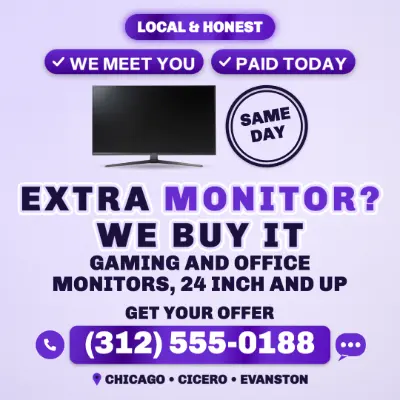 LOCAL & HONEST
✓ WE MEET YOU
✓ PAID TODAY
SAME
DAY
EXTRA MONITOR?
WE BUY IT
GAMING AND OFFICE
MONITORS, 24 INCH AND UP
GET YOUR OFFER
(312) 555-0188
CHICAGO • CICERO • EVANSTON